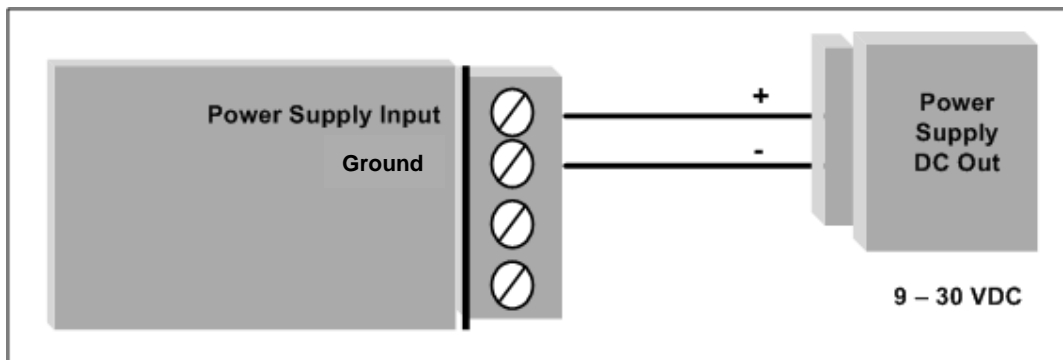 Power Supply Input
Ground
+
-
Power
Supply
DC Out
9 – 30 VDC